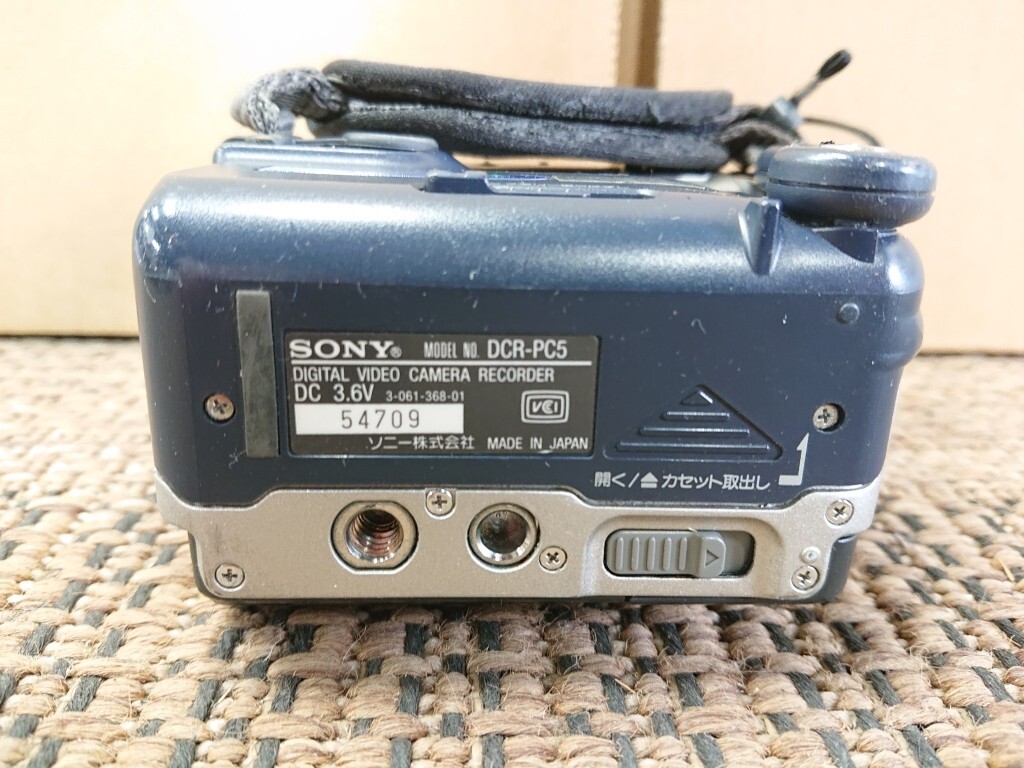 SONY® MODEL NO. DCR-PC5
DIGITAL VIDEO CAMERA RECORDER
DC 3.6V 3-061-368-01
VCI
54709
ソニー株式会社 MADE IN JAPAN
開く/⏏カセット取出し